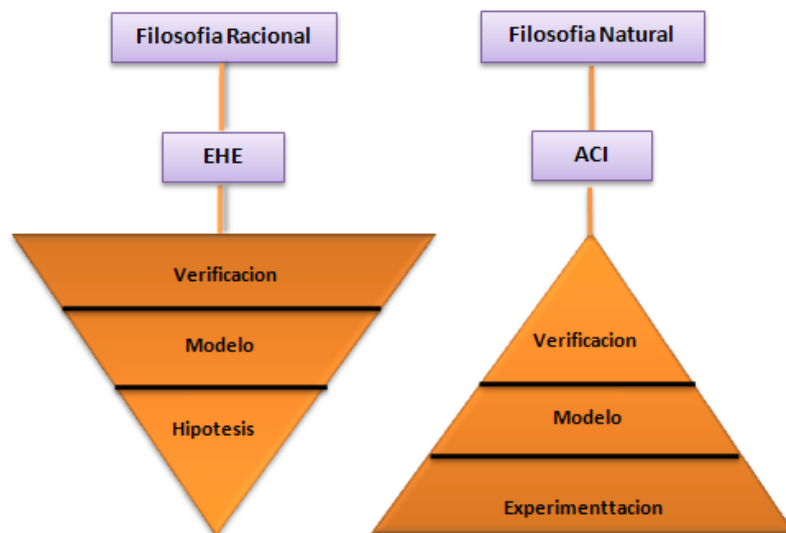 Filosofia Racional
EHE
Verificacion
Modelo
Hipotesis
Filosofia Natural
ACI
Verificacion
Modelo
Experimenttacion